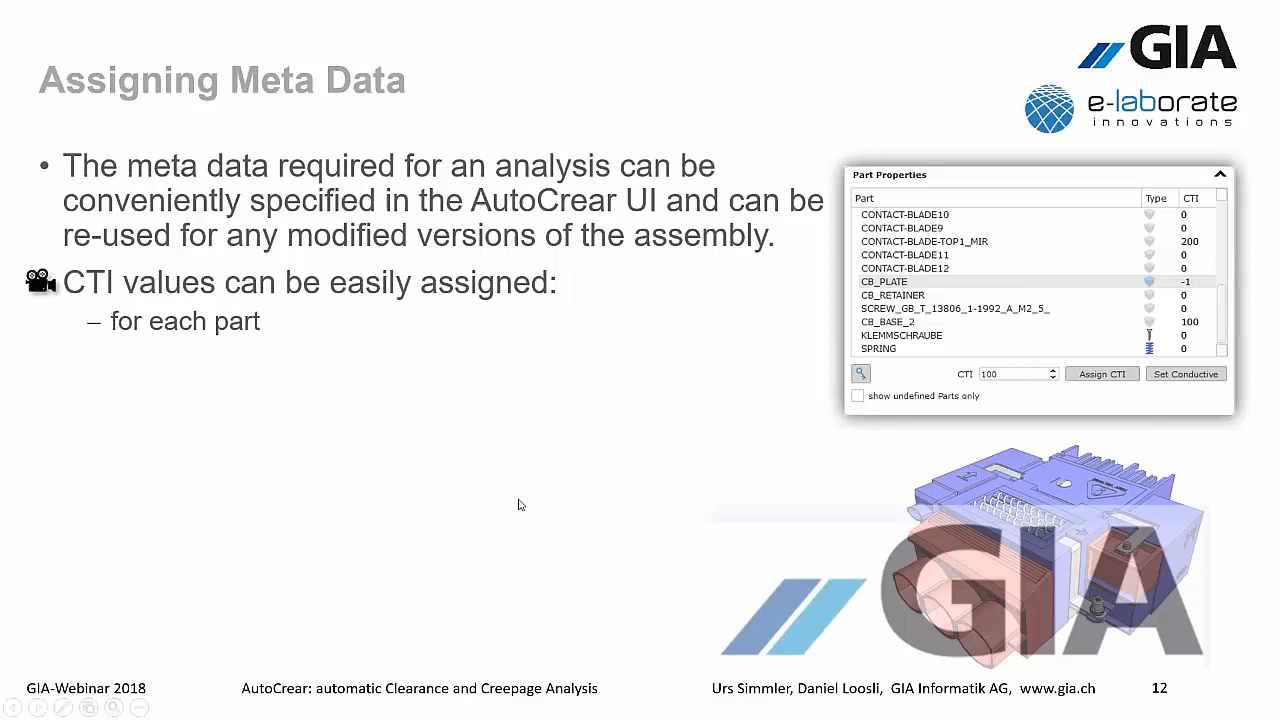 Assigning Meta Data
GIA
e-laborate
innovations
• The meta data required for an analysis can be
conveniently specified in the AutoCrear UI and can be
re-used for any modified versions of the assembly.
CTI values can be easily assigned:
– for each part
Part Properties
Part Type CTI
CONTACT-BLADE10 0
CONTACT-BLADE9 0
CONTACT-BLADE-TOP1_MIR 200
CONTACT-BLADE11 0
CONTACT-BLADE12 0
CB_PLATE -1
CB_RETAINER 0
SCREW_GB_T_13806_1-1992_A_M2_5_ 0
CB_BASE_2 100
KLEMMSCHRAUBE 0
SPRING 0
CTI 100 Assign CTI Set Conductive
show undefined Parts only
GIA
GIA-Webinar 2018 AutoCrear: automatic Clearance and Creepage Analysis Urs Simmler, Daniel Loosli, GIA Informatik AG, www.gia.ch 12